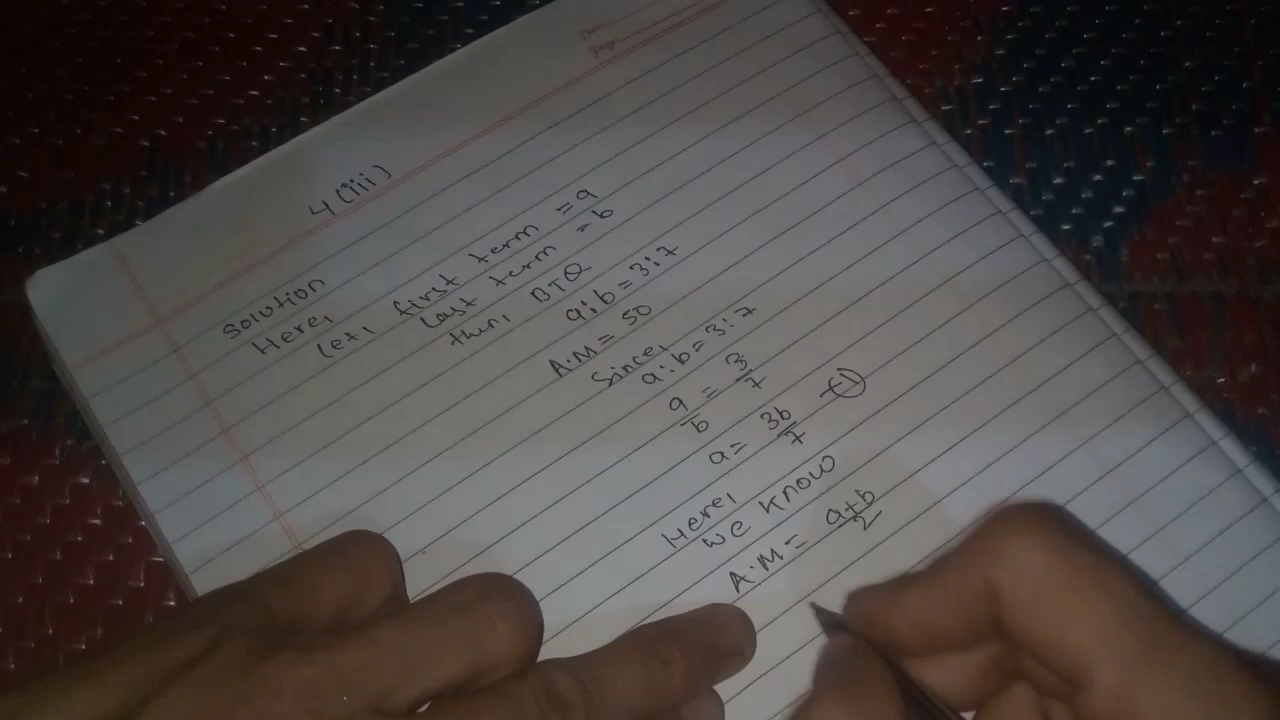 4(iii)
Solution
Here,
let, first term = a
last term = b
then, BTQ
a:b = 3:7
A.M = 50
Since,
a:b = 3:7
a/b = 3/7
a = 3b/7 -(1)
Here,
we know
A.M = a+b/2